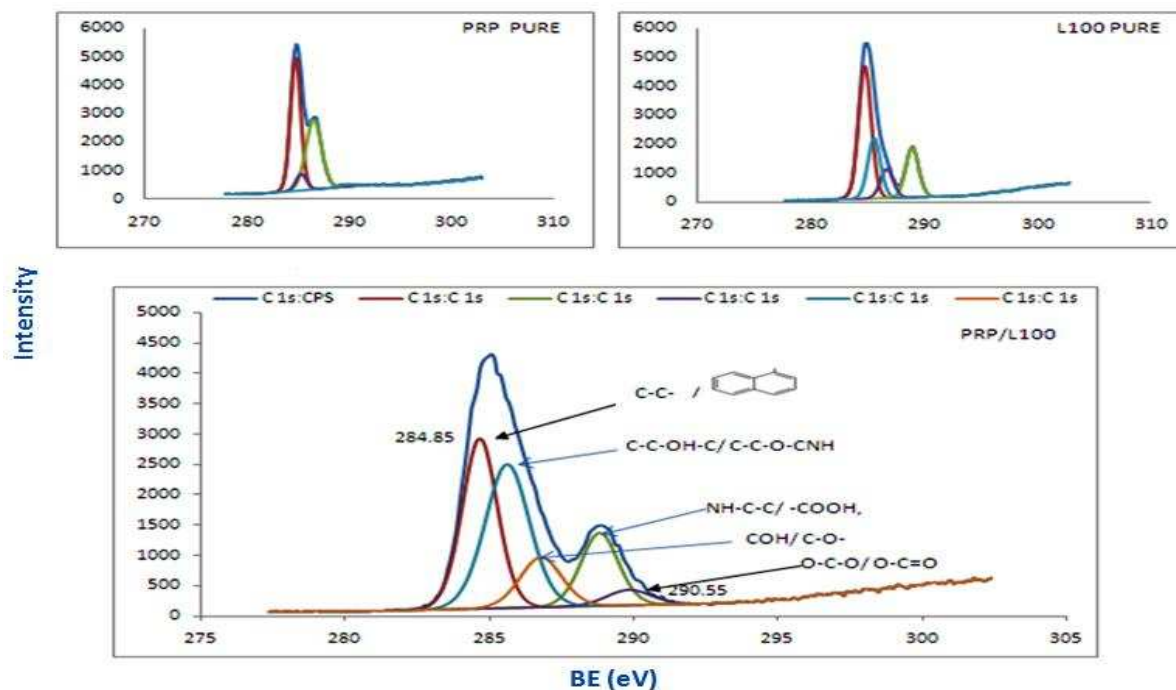 PRP PURE
6000
5000
4000
3000
2000
1000
0
270 280 290 300 310
L100 PURE
6000
5000
4000
3000
2000
1000
0
270 280 290 300 310
Intensity
C 1s:CPS C 1s:C 1s C 1s:C 1s C 1s:C 1s C 1s:C 1s C 1s:C 1s
PRP/L100
5000
4500
4000
3500
3000
2500
2000
1500
1000
500
0
C-C- /
284.85
C-C-OH-C/ C-C-O-CNH
NH-C-C/ -COOH,
COH/ C-O-
O-C-O/ O-C=O
290.55
275 280 285 290 295 300 305
BE (eV)